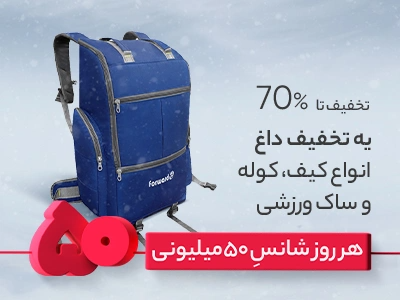 تخفیف تا 70%
یه تخفیف داغ
انواع کیف، کوله
و ساک ورزشی
forward
هر روز شانسِ ۵۰ میلیونی
۵۰